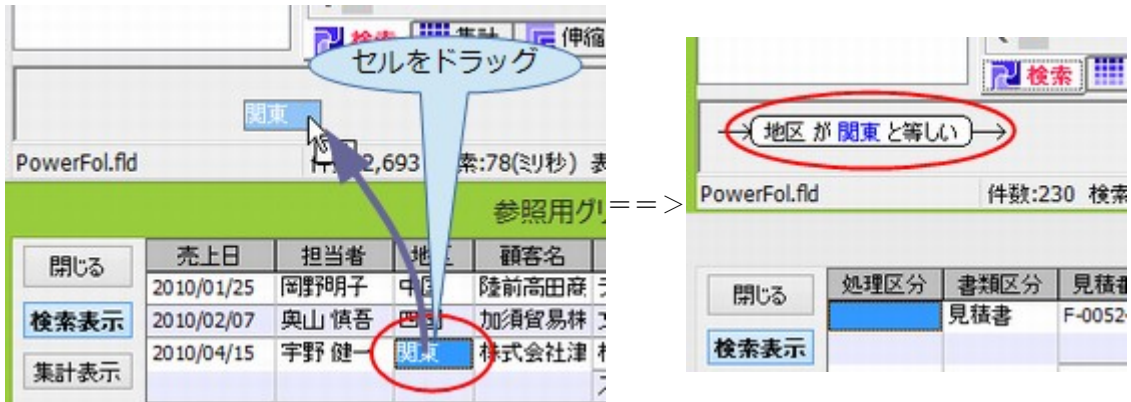 検索
集計
伸縮
セルをドラッグ
関東
PowerFol.fld
2,693
:78(ミリ秒)
参照用グリ
閉じる
売上日 担当者 地区 顧客名
2010/01/25 岡野明子 中国 陸前高田商
検索表示
2010/02/07 奥山 慎吾 四国 加須貿易株
2010/04/15 宇野 健一 関東 株式会社津
集計表示
==>
検索
地区 が 関東 と等しい
PowerFol.fld 件数:230 検索
閉じる
処理区分 書類区分 見積書
見積書 F-0052
検索表示